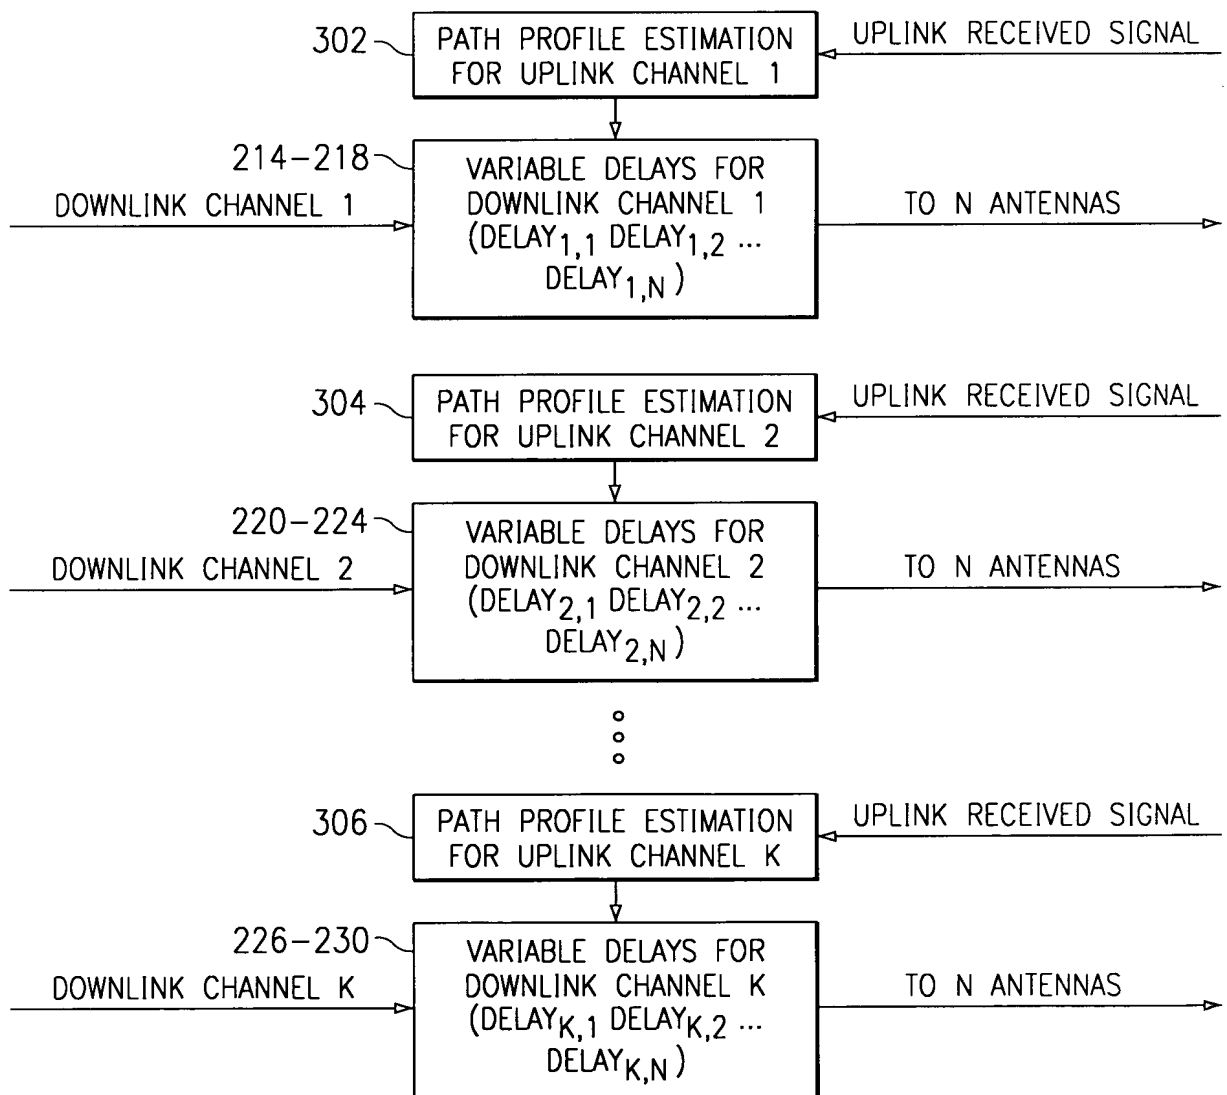 302
PATH PROFILE ESTIMATION
FOR UPLINK CHANNEL 1
UPLINK RECEIVED SIGNAL
214-218
DOWNLINK CHANNEL 1
VARIABLE DELAYS FOR
DOWNLINK CHANNEL 1
(DELAY1,1 DELAY1,2 ...
DELAY1,N)
TO N ANTENNAS
304
PATH PROFILE ESTIMATION
FOR UPLINK CHANNEL 2
UPLINK RECEIVED SIGNAL
220-224
DOWNLINK CHANNEL 2
VARIABLE DELAYS FOR
DOWNLINK CHANNEL 2
(DELAY2,1 DELAY2,2 ...
DELAY2,N)
TO N ANTENNAS
306
PATH PROFILE ESTIMATION
FOR UPLINK CHANNEL K
UPLINK RECEIVED SIGNAL
226-230
DOWNLINK CHANNEL K
VARIABLE DELAYS FOR
DOWNLINK CHANNEL K
(DELAYK,1 DELAYK,2 ...
DELAYK,N)
TO N ANTENNAS